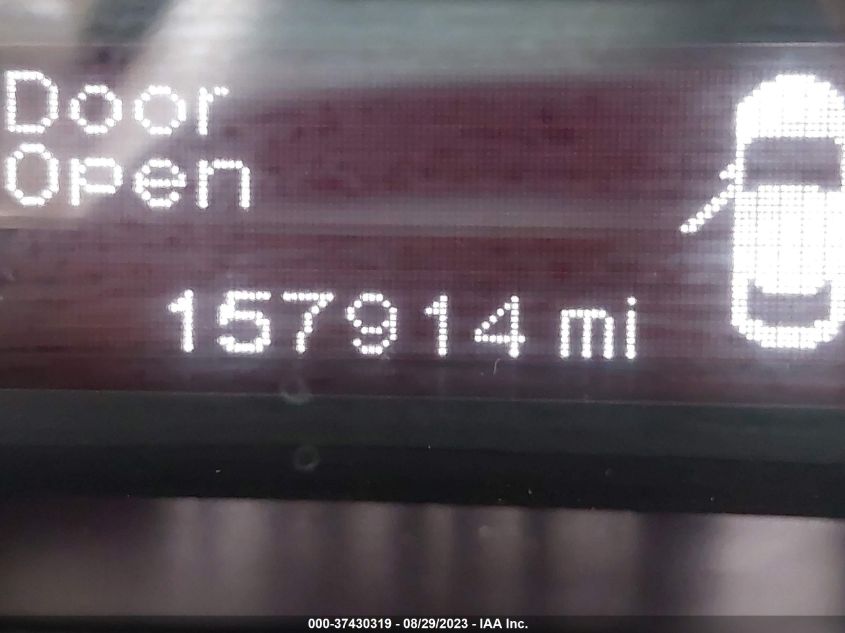 Door
Open
157914 mi
000-37430319 - 08/29/2023 - IAA Inc.